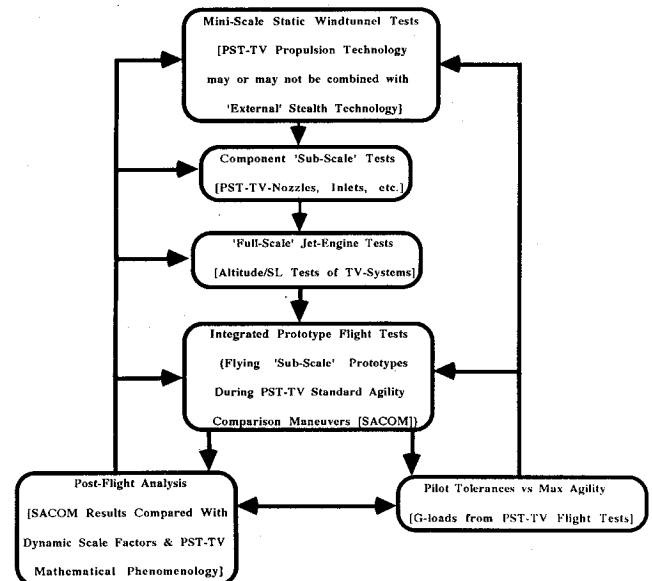 Mini-Scale Static Windtunnel Tests
[PST-TV Propulsion Technology
may or may not be combined with
'External' Stealth Technology}
Component 'Sub-Scale' Tests
[PST-TV-Nozzles, Inlets, etc.]
'Full-Scale' Jet-Engine Tests
[Altitude/SL Tests of TV-Systems]
Integrated Prototype Flight Tests
{Flying 'Sub-Scale' Prototypes
During PST-TV Standard Agility
Comparison Maneuvers [SACOM]}
Post-Flight Analysis
[SACOM Results Compared With
Dynamic Scale Factors & PST-TV
Mathematical Phenomenology}
Pilot Tolerances vs Max Agility
[G-loads from PST-TV Flight Tests]